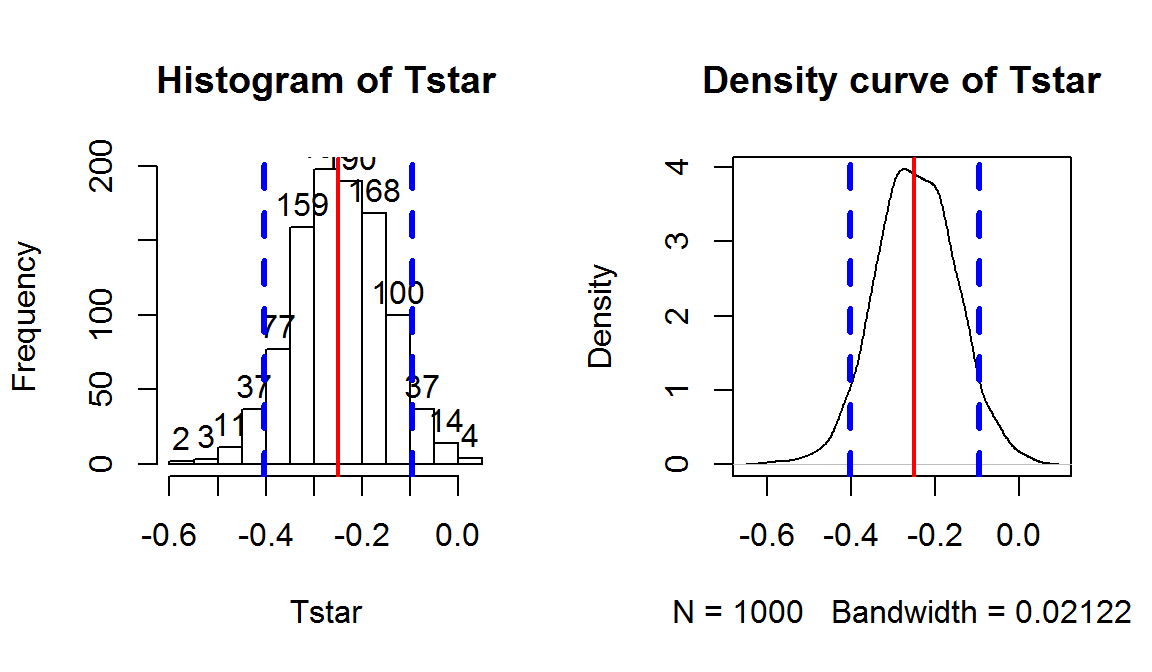 Histogram of Tstar
Frequency
0 50 100 200
2 3 11 37 77 159 190 168 100 37 14 4
-0.6 -0.4 -0.2 0.0
Tstar
Density curve of Tstar
Density
0 1 2 3 4
-0.6 -0.4 -0.2 0.0
N = 1000 Bandwidth = 0.02122